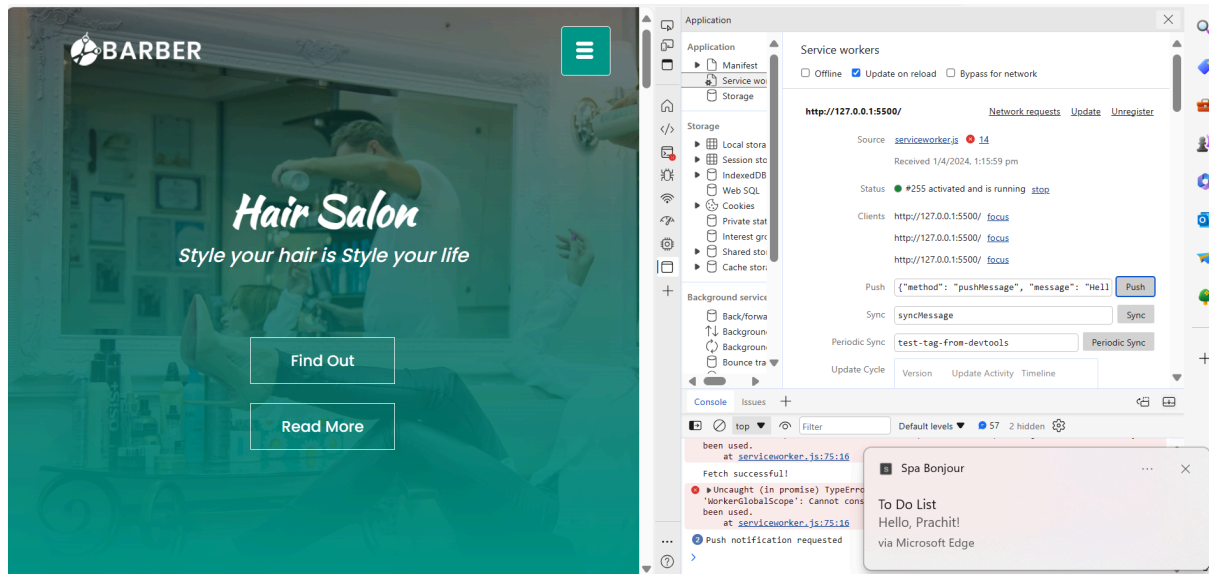 BARBER
Hair Salon
Style your hair is Style your life
Find Out
Read More
Application
Application
Manifest
Service wo
Storage
Storage
Local stora
Session sto
IndexedDB
Web SQL
Cookies
Private stat
Interest gro
Shared stor
Cache stora
Background service
Back/forwa
Background
Background
Bounce tra
Service workers
Offline Update on reload Bypass for network
http://127.0.0.1:5500/ Network requests Update Unregister
Source serviceworker.js 14
Received 1/4/2024, 1:15:59 pm
Status #255 activated and is running stop
Clients http://127.0.0.1:5500/ focus
http://127.0.0.1:5500/ focus
http://127.0.0.1:5500/ focus
Push {"method": "pushMessage", "message": "Hell Push
Sync syncMessage Sync
Periodic Sync test-tag-from-devtools Periodic Sync
Update Cycle Version Update Activity Timeline
Console Issues
top Filter Default levels 57 2 hidden
been used.
at serviceworker.js:75:16
Fetch successful!
Uncaught (in promise) TypeErro
'WorkerGlobalScope': Cannot cons
been used.
at serviceworker.js:75:16
2 Push notification requested
S Spa Bonjour
To Do List
Hello, Prachit!
via Microsoft Edge